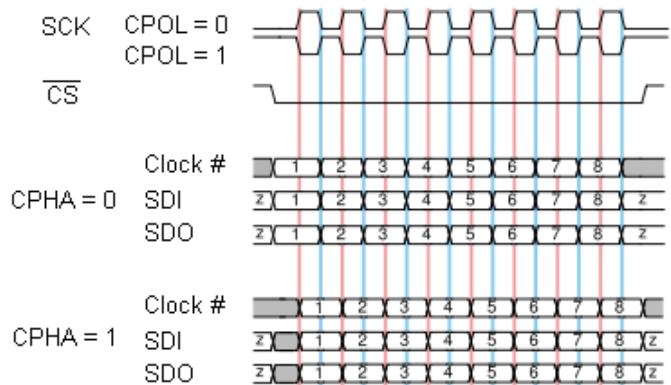 SCK CPOL = 0
CPOL = 1
CS
Clock # 1 2 3 4 5 6 7 8
CPHA = 0 SDI z 1 2 3 4 5 6 7 8 z
SDO z 1 2 3 4 5 6 7 8 z
Clock # 1 2 3 4 5 6 7 8
CPHA = 1 SDI z 1 2 3 4 5 6 7 8 z
SDO z 1 2 3 4 5 6 7 8 z